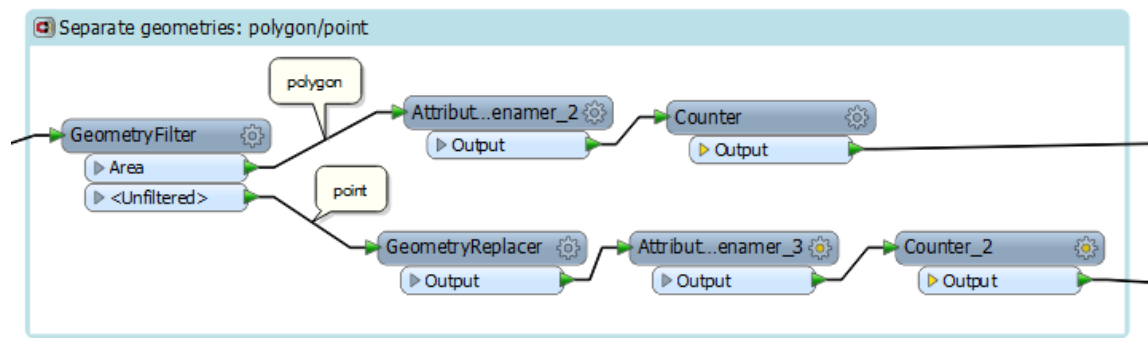 Separate geometries: polygon/point
polygon
Attribut...enamer_2
Output
Counter
Output
GeometryFilter
Area
<Unfiltered>
point
GeometryReplacer
Output
Attribut...enamer_3
Output
Counter_2
Output